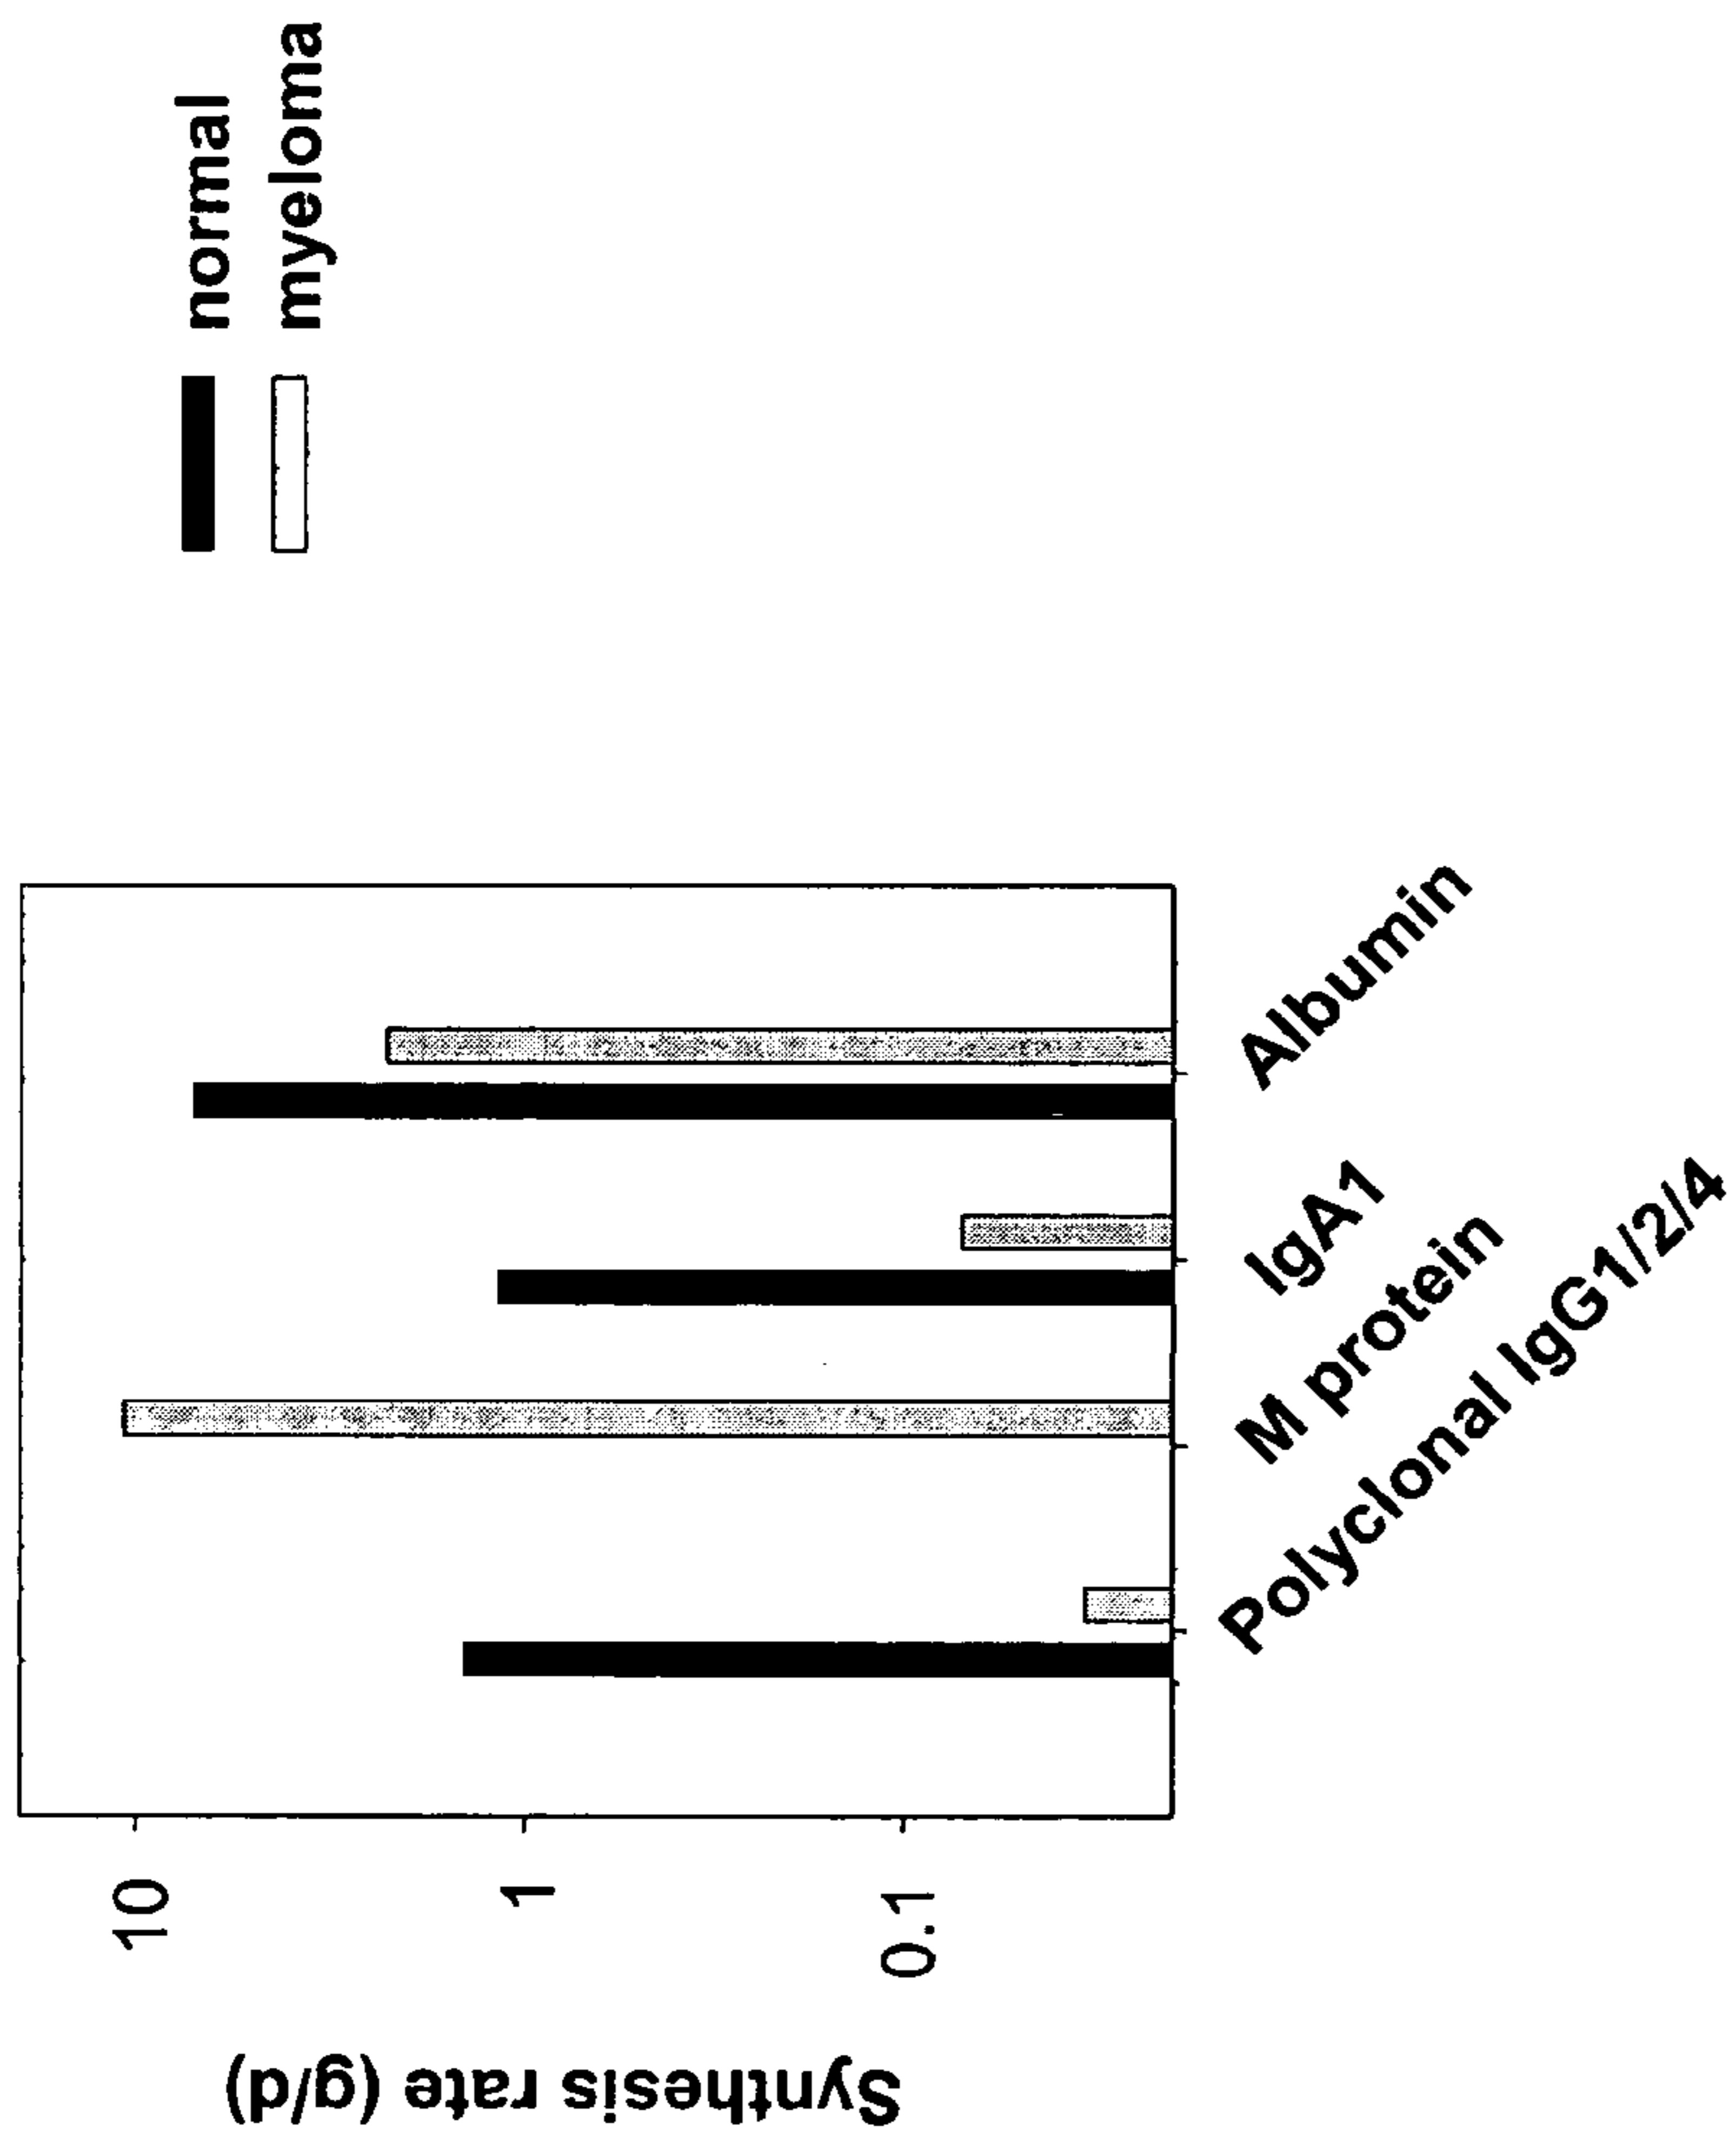 normal
myeloma
Synthesis rate (g/d)
10
1
0.1
Polyclonal IgG1/2/4
M protein
IgA1
Albumin